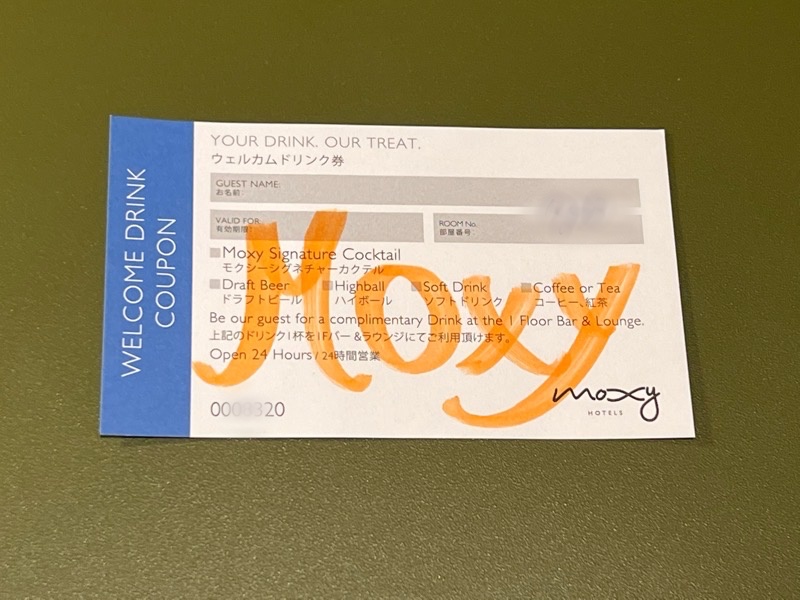 WELCOME DRINK
COUPON
YOUR DRINK. OUR TREAT.
ウェルカムドリンク券
GUEST NAME:
お名前:
VALID FOR:
有効期限:
ROOM No.
部屋番号:
Moxy Signature Cocktail
モクシーシグネチャーカクテル
Draft Beer Highball Soft Drink Coffee or Tea
ドラフトビール ハイボール ソフトドリンク コーヒー、紅茶
Be our guest for a complimentary Drink at the 1 Floor Bar & Lounge.
上記のドリンク1杯を1Fバー&ラウンジにてご利用頂けます。
Open 24 Hours / 24時間営業
Moxy
moxy
HOTELS